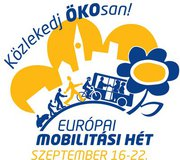 Közlekedj ÖKOsan!
EURÓPAI
MOBILITÁSI HÉT
SZEPTEMBER 16-22